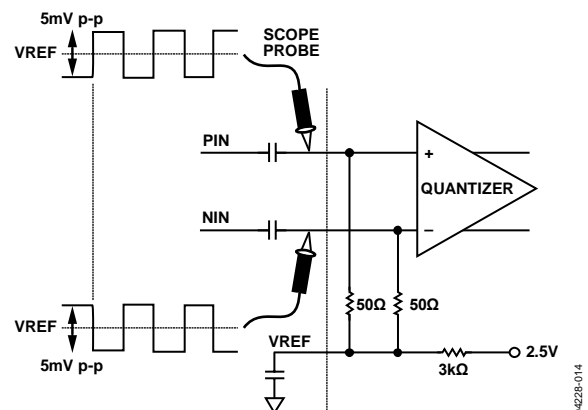 5mV p-p
VREF
SCOPE
PROBE
PIN
+
QUANTIZER
NIN
−
50Ω
50Ω
VREF
VREF
5mV p-p
3kΩ
2.5V
4228-014